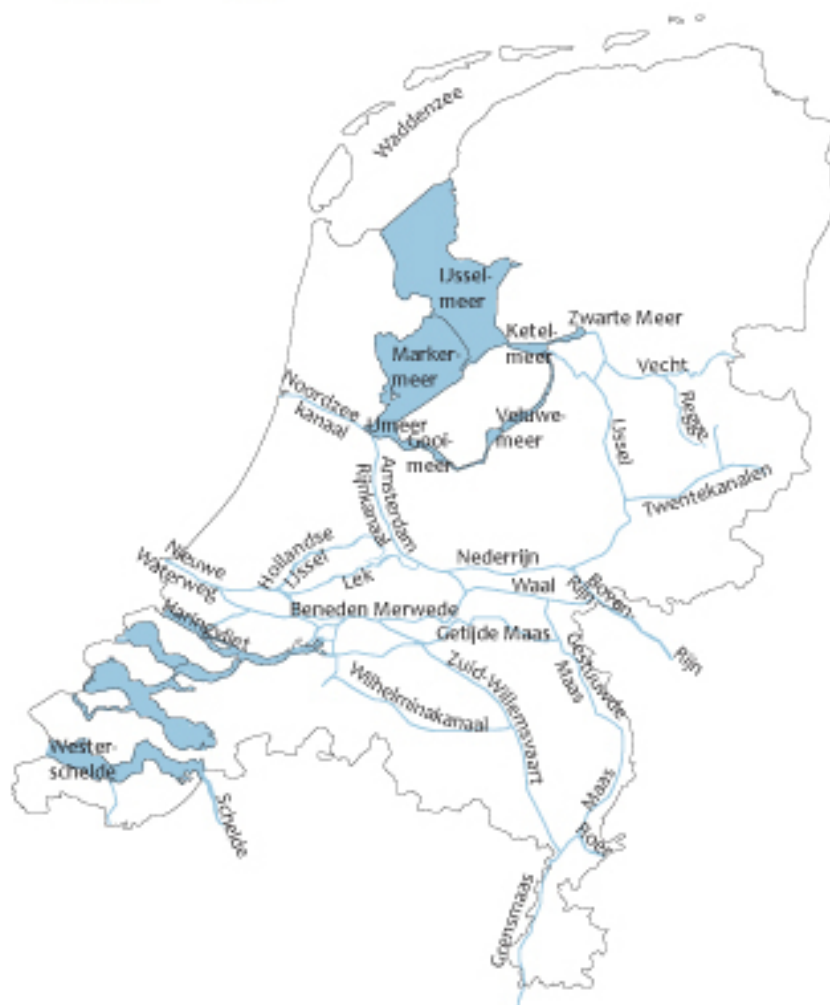 Waddenzee
IJssel-
meer
Ketel-
meer
Zwarte Meer
Marker-
meer
Vecht
Noordzee
kanaal
IJmeer
Gooi-
meer
Veluwe-
meer
Regge
IJssel
Twentekanalen
Amsterdam
Rijnkanaal
Nieuwe
Waterweg
Hollandse
IJssel
Lek
Nederrijn
Waal
Boven-
Rijn
Rijn
Beneden Merwede
Haringvliet
Getijde Maas
Gestuwde
Maas
Zuid-Willemsvaart
Wilhelminakanaal
Wester-
schelde
Schelde
Maas
Roer
Grensmaas